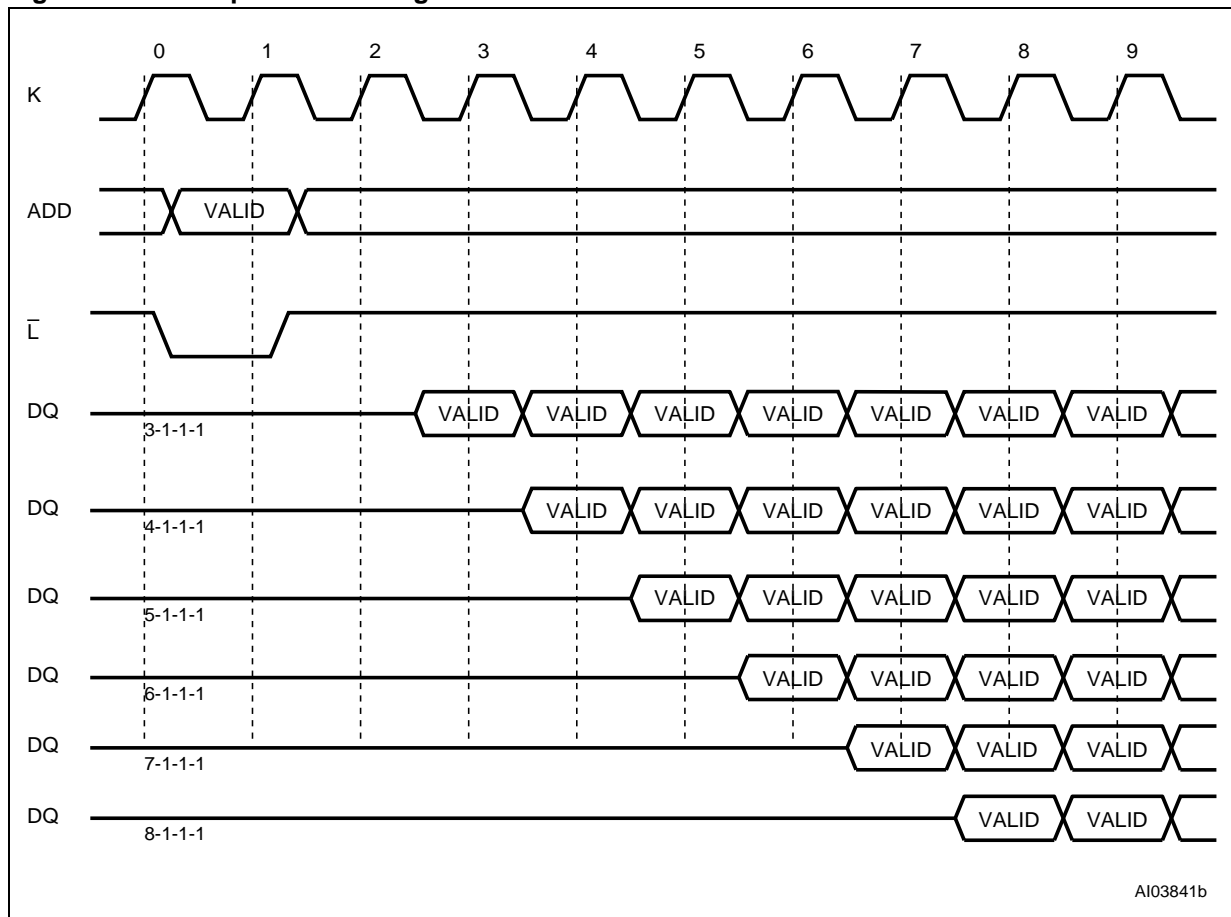 0 1 2 3 4 5 6 7 8 9
K
ADD VALID
L̅
DQ VALID VALID VALID VALID VALID VALID VALID
3-1-1-1
DQ VALID VALID VALID VALID VALID VALID
4-1-1-1
DQ VALID VALID VALID VALID VALID
5-1-1-1
DQ VALID VALID VALID VALID
6-1-1-1
DQ VALID VALID VALID
7-1-1-1
DQ VALID VALID
8-1-1-1
AI03841b